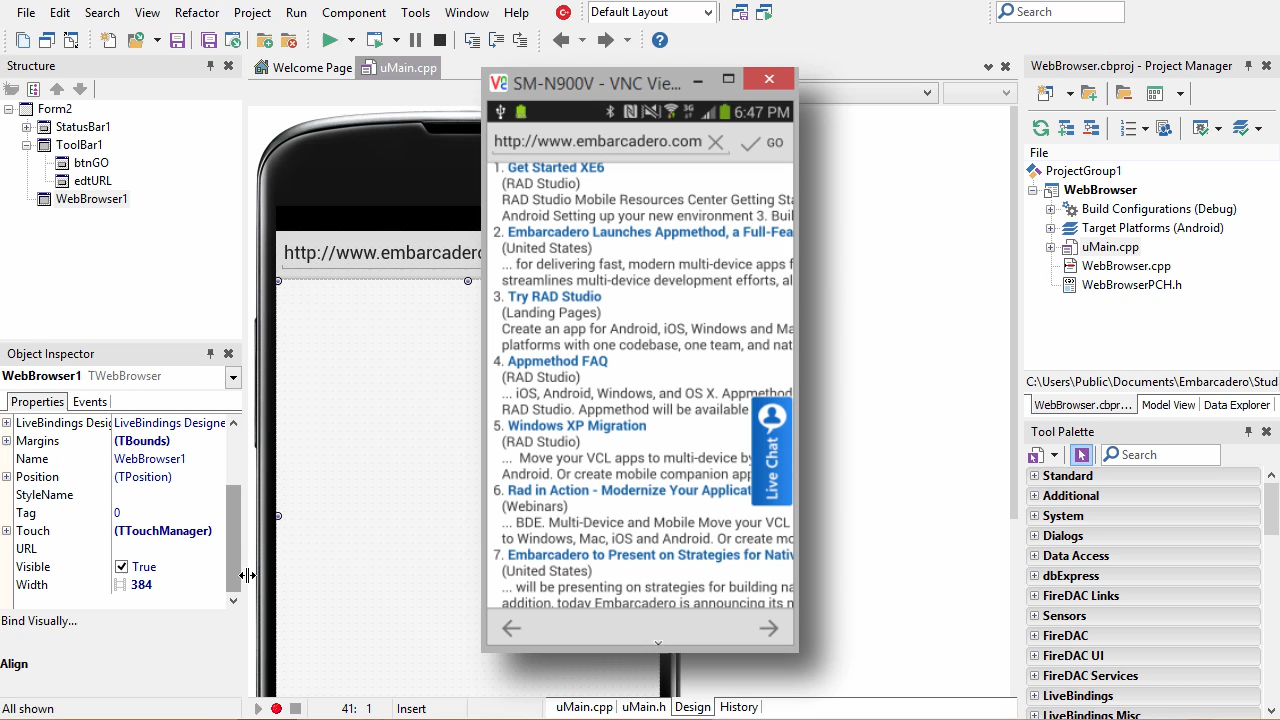 File Edit Search View Refactor Project Run Component Tools Window Help Default Layout Search
Structure
Form2
StatusBar1
ToolBar1
btnGO
edtURL
WebBrowser1
Object Inspector
WebBrowser1 TWebBrowser
Properties Events
LiveBindings Desig LiveBindings Designe
Margins (TBounds)
Name WebBrowser1
Position (TPosition)
StyleName
Tag 0
Touch (TTouchManager)
URL
Visible True
Width 384
Bind Visually...
Align
All shown
Welcome Page uMain.cpp
http://www.embarcadero
41: 1 Insert uMain.cpp uMain.h Design History
SM-N900V - VNC Vie...
3G 6:47 PM
http://www.embarcadero.com GO
1. Get Started XE6
(RAD Studio)
RAD Studio Mobile Resources Center Getting Sta
Android Setting up your new environment 3. Buil
2. Embarcadero Launches Appmethod, a Full-Fea
(United States)
... for delivering fast, modern multi-device apps f
streamlines multi-device development efforts, al
3. Try RAD Studio
(Landing Pages)
Create an app for Android, iOS, Windows and Ma
platforms with one codebase, one team, and nat
4. Appmethod FAQ
(RAD Studio)
... iOS, Android, Windows, and OS X. Appmethod
RAD Studio. Appmethod will be available
5. Windows XP Migration
(RAD Studio)
... Move your VCL apps to multi-device by
Android. Or create mobile companion app
6. Rad in Action - Modernize Your Applicat
(Webinars)
... BDE. Multi-Device and Mobile Move your VCL
to Windows, Mac, iOS and Android. Or create mo
7. Embarcadero to Present on Strategies for Nativ
(United States)
... will be presenting on strategies for building na
addition, today Embarcadero is announcing its m
Live Chat
WebBrowser.cbproj - Project Manager
File
ProjectGroup1
WebBrowser
Build Configurations (Debug)
Target Platforms (Android)
uMain.cpp
WebBrowser.cpp
WebBrowserPCH.h
WebBrowser.cbpr... Model View Data Explorer
Tool Palette
Search
Standard
Additional
System
Dialogs
Data Access
dbExpress
FireDAC Links
Sensors
FireDAC
FireDAC UI
FireDAC Services
LiveBindings
LiveBindings Misc